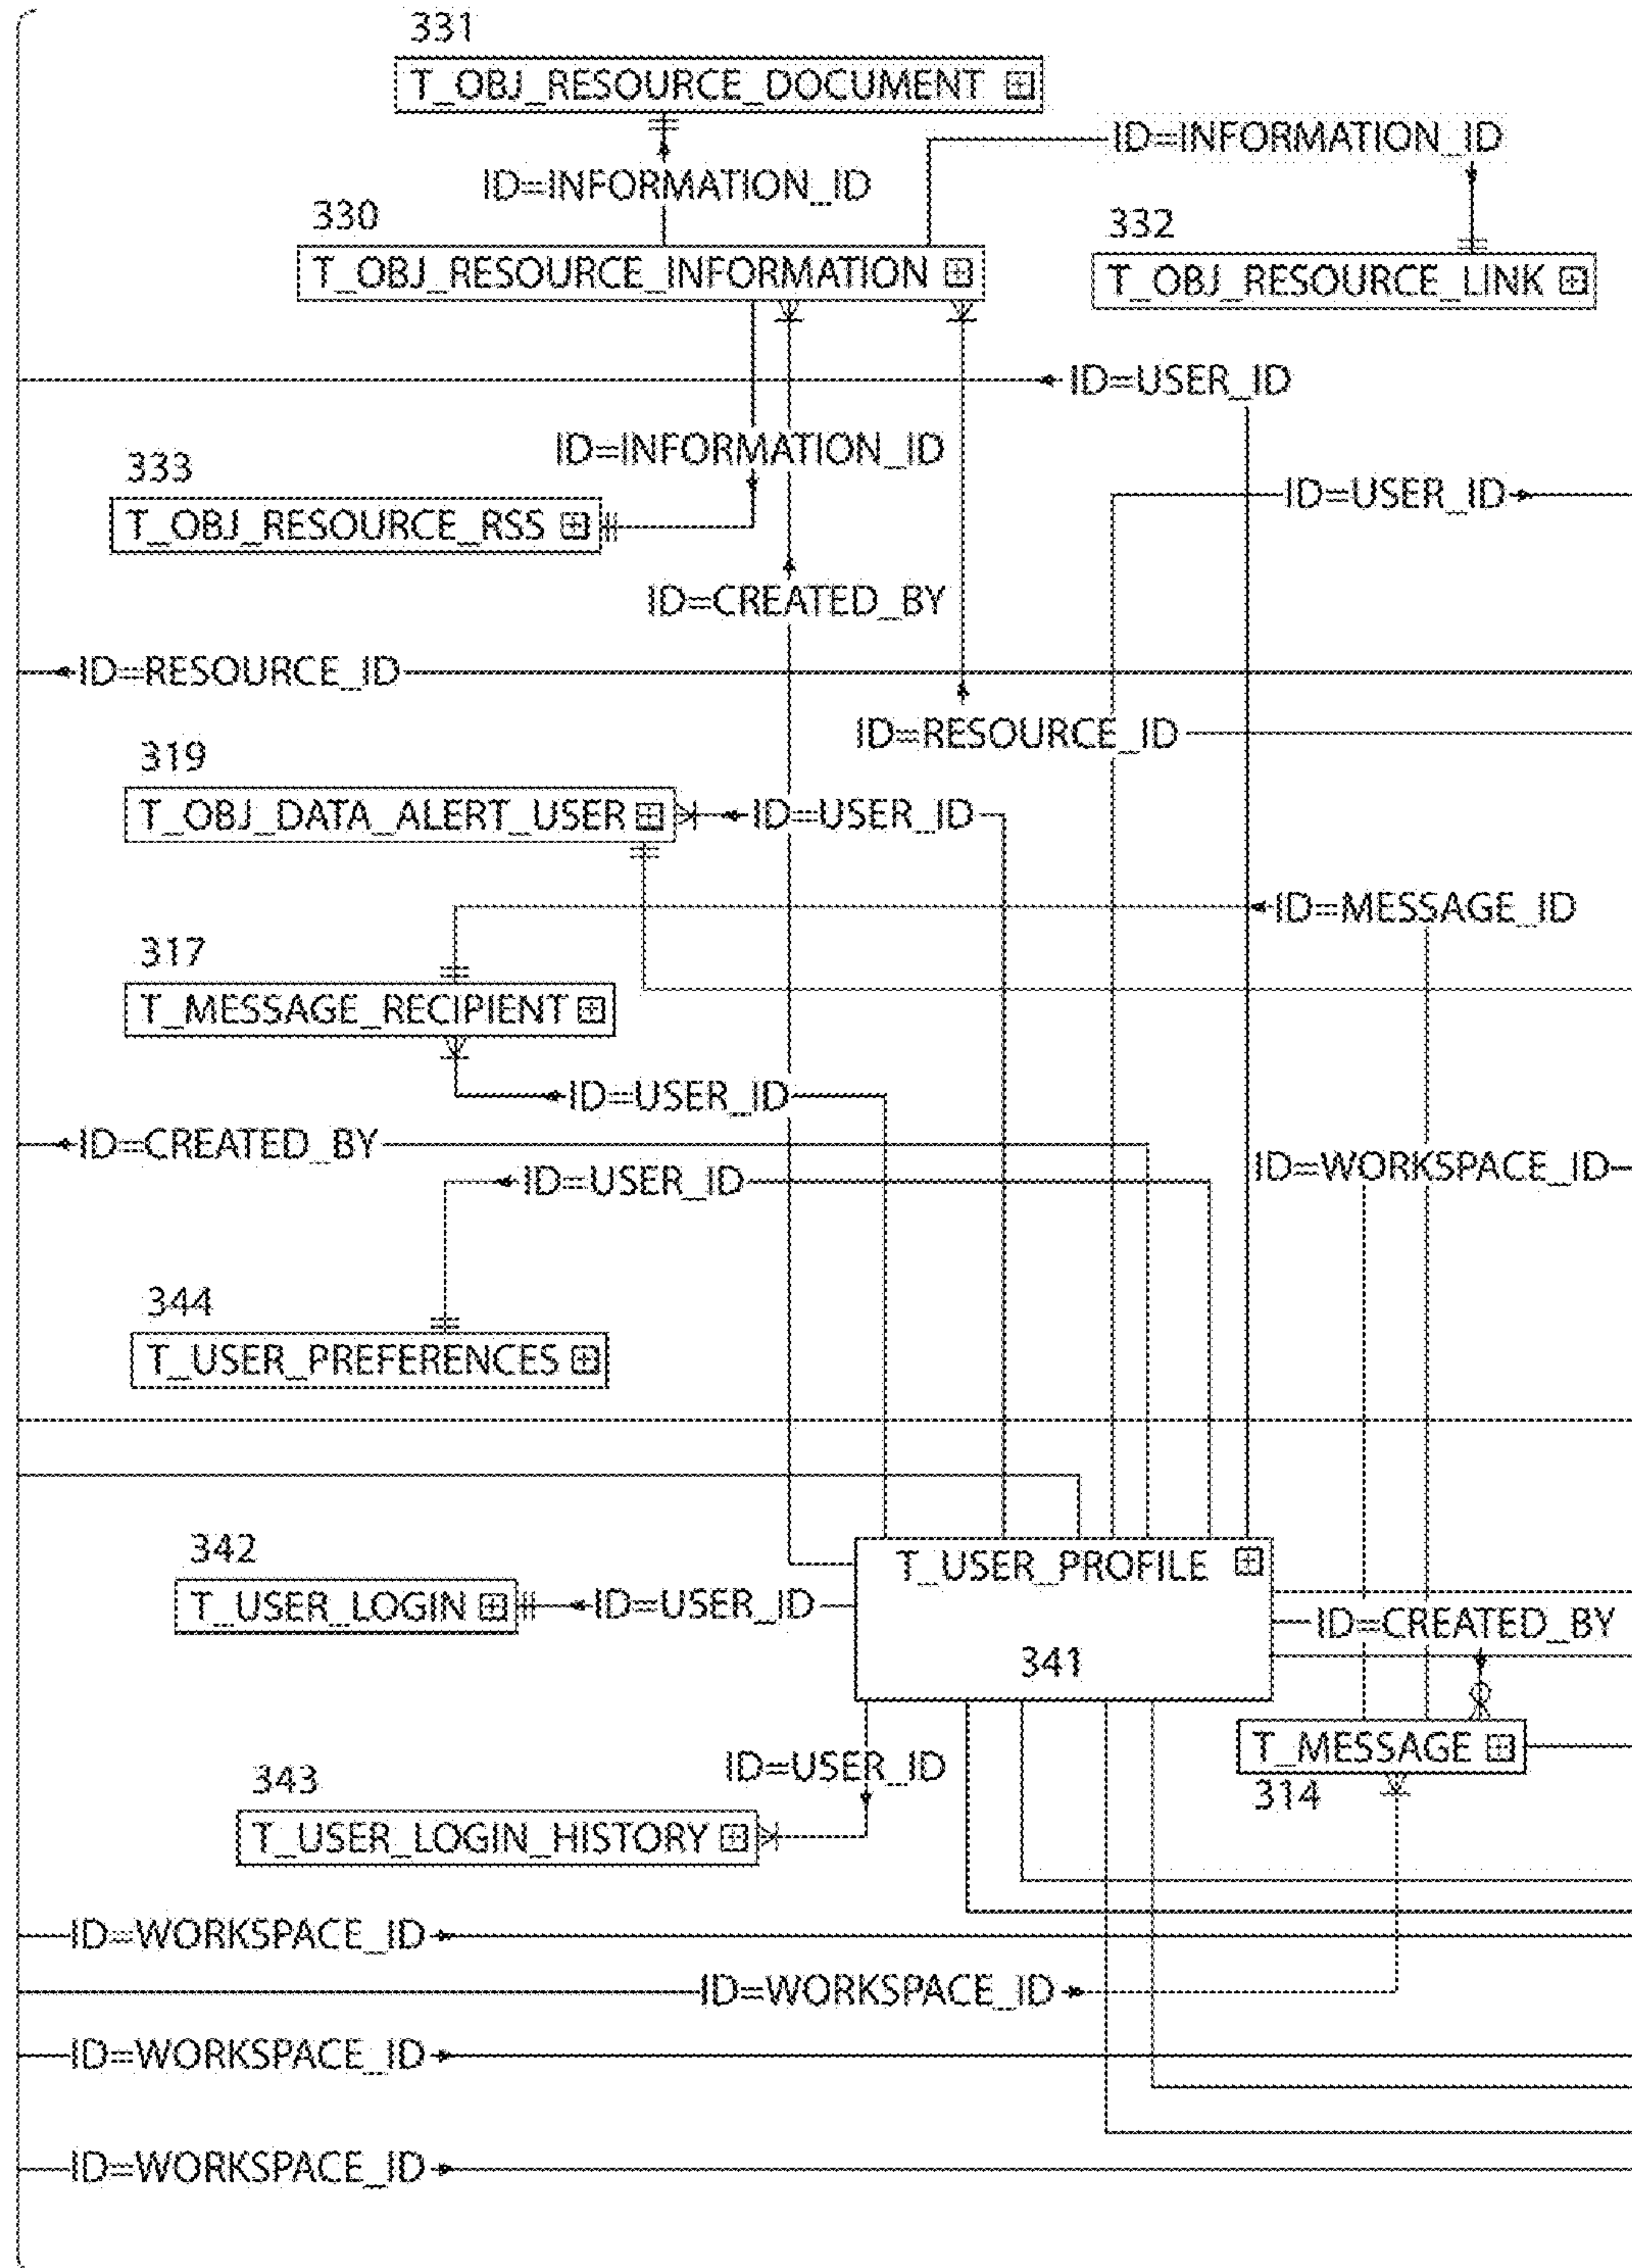 331
T_OBJ_RESOURCE_DOCUMENT
ID=INFORMATION_ID
ID=INFORMATION_ID
330
T_OBJ_RESOURCE_INFORMATION
332
T_OBJ_RESOURCE_LINK
ID=USER_ID
ID=INFORMATION_ID
333
T_OBJ_RESOURCE_RSS
ID=USER_ID
ID=CREATED_BY
ID=RESOURCE_ID
ID=RESOURCE_ID
319
T_OBJ_DATA_ALERT_USER
ID=USER_ID
ID=MESSAGE_ID
317
T_MESSAGE_RECIPIENT
ID=USER_ID
ID=CREATED_BY
ID=USER_ID
ID=WORKSPACE_ID
344
T_USER_PREFERENCES
342
T_USER_LOGIN
ID=USER_ID
T_USER_PROFILE
341
ID=CREATED_BY
T_MESSAGE
314
ID=USER_ID
343
T_USER_LOGIN_HISTORY
ID=WORKSPACE_ID
ID=WORKSPACE_ID
ID=WORKSPACE_ID
ID=WORKSPACE_ID